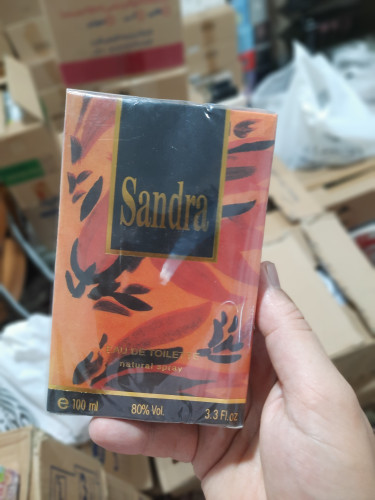 Sandra
EAU DE TOILETTE
natural spray
e 100 ml 80% Vol. 3.3 Fl.oz